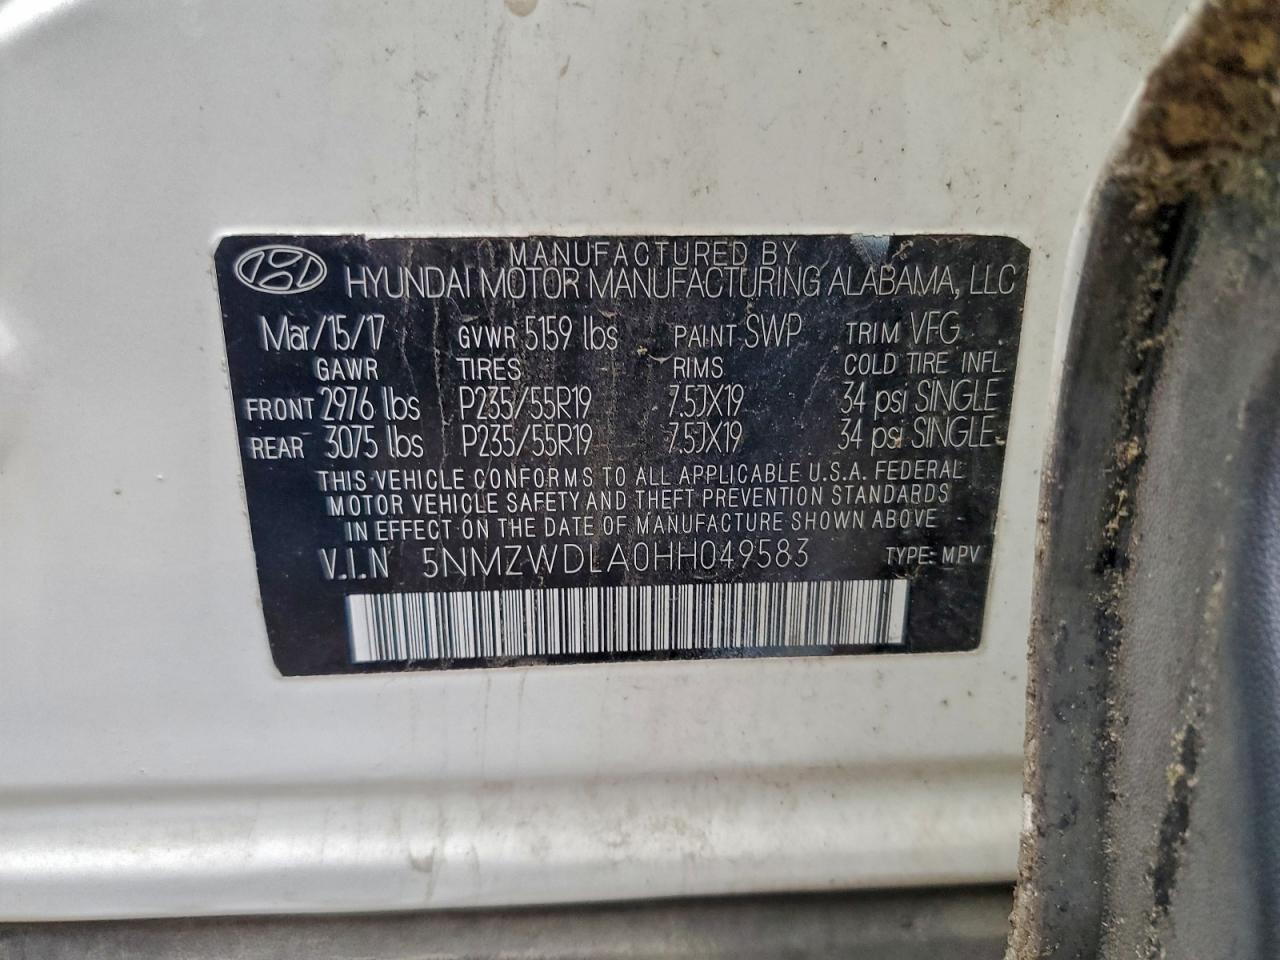 MANUFACTURED BY
HYUNDAI MOTOR MANUFACTURING ALABAMA, LLC
Mar/15/17 GVWR 5159 lbs PAINT SWP TRIM VFG
GAWR TIRES RIMS COLD TIRE INFL.
FRONT 2976 lbs P235/55R19 7.5JX19 34 psi SINGLE
REAR 3075 lbs P235/55R19 7.5JX19 34 psi SINGLE
THIS VEHICLE CONFORMS TO ALL APPLICABLE U.S.A. FEDERAL
MOTOR VEHICLE SAFETY AND THEFT PREVENTION STANDARDS
IN EFFECT ON THE DATE OF MANUFACTURE SHOWN ABOVE
V.I.N 5NMZWDLA0HH049583 TYPE: MPV